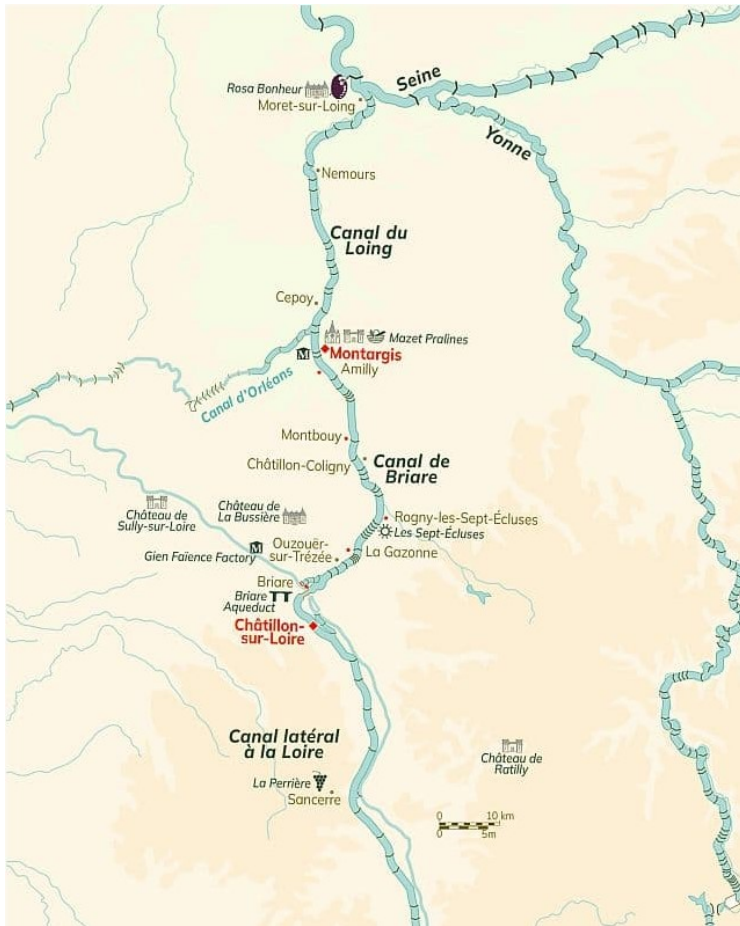 Seine
Rosa Bonheur
Moret-sur-Loing
Yonne
Nemours
Canal du
Loing
Cepoy
Mazet Pralines
Montargis
Amilly
Canal d'Orléans
Montbouy
Châtillon-Coligny
Canal de
Briare
Château de
Sully-sur-Loire
Château de
La Bussière
Rogny-les-Sept-Écluses
Les Sept-Écluses
Gien Faïence Factory
Ouzouër-
sur-Trézée
La Gazonne
Briare
Briare
Aqueduct
Châtillon-
sur-Loire
Canal latéral
à la Loire
Château de
Ratilly
La Perrière
Sancerre
0 10 km
0 5m